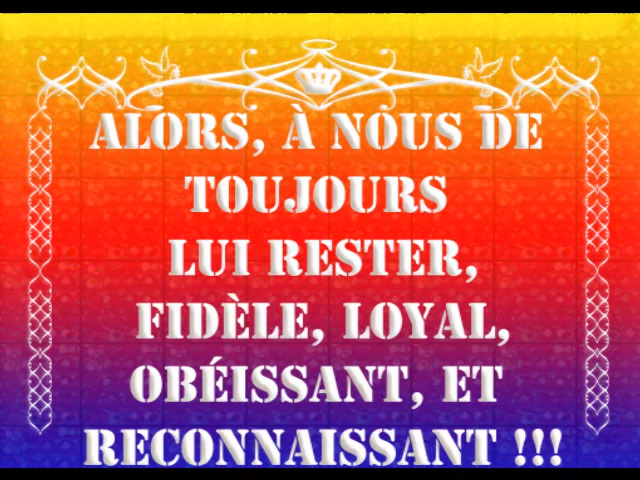 ALORS, À NOUS DE
TOUJOURS
LUI RESTER,
FIDÈLE, LOYAL,
OBÉISSANT, ET
RECONNAISSANT !!!